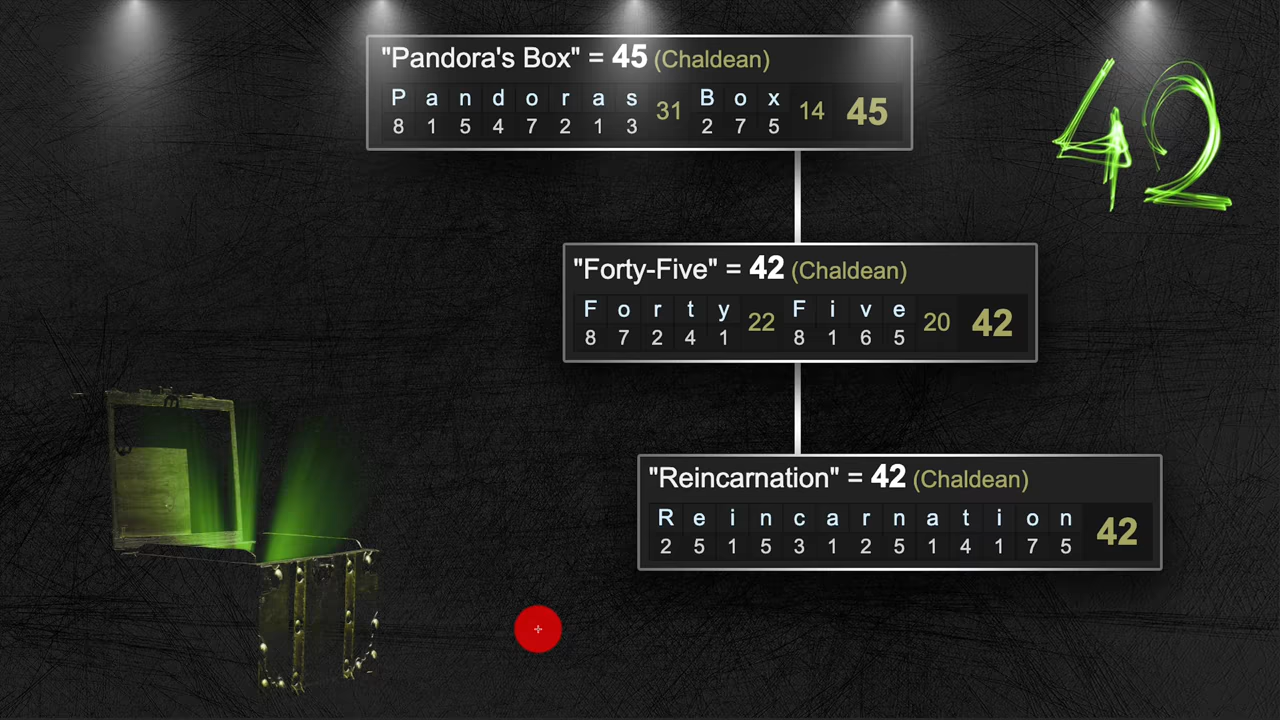 "Pandora's Box" = 45 (Chaldean)
P a n d o r a s 31 B o x 14 45
8 1 5 4 7 2 1 3 2 7 5
42
"Forty-Five" = 42 (Chaldean)
F o r t y 22 F i v e 20 42
8 7 2 4 1 8 1 6 5
"Reincarnation" = 42 (Chaldean)
R e i n c a r n a t i o n 42
2 5 1 5 3 1 2 5 1 4 1 7 5